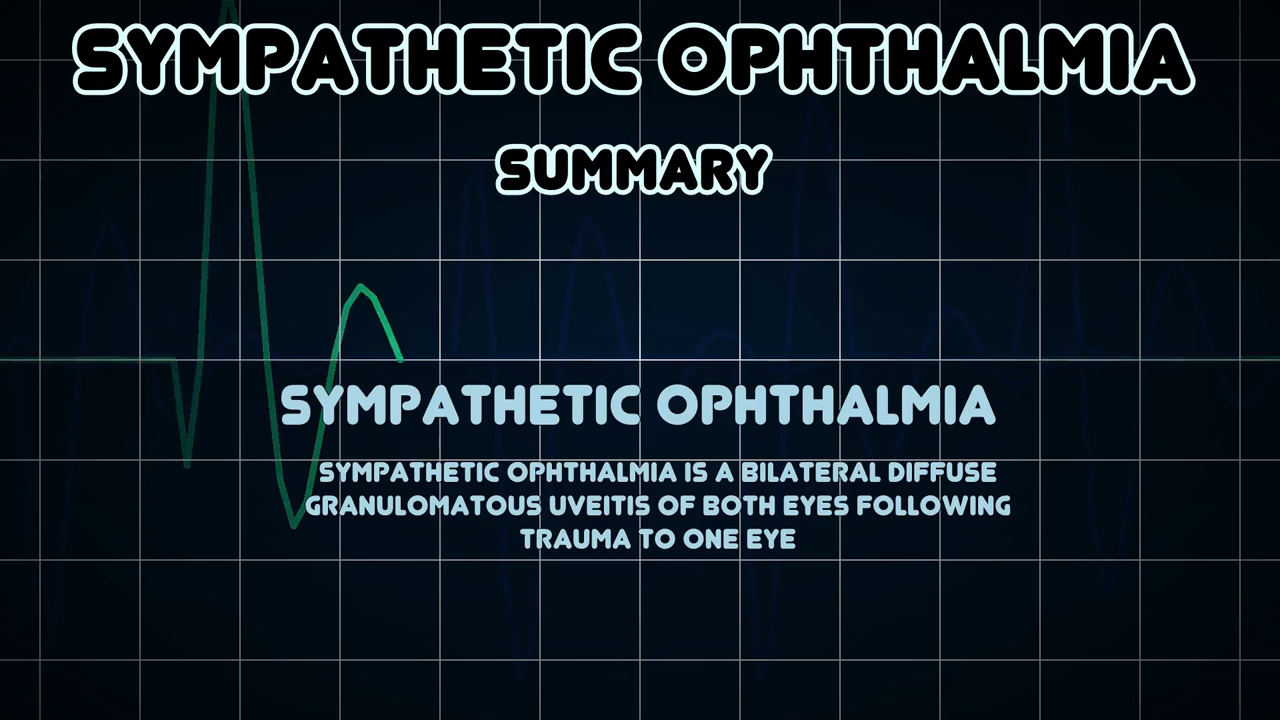 SYMPATHETIC OPHTHALMIA
SUMMARY
SYMPATHETIC OPHTHALMIA
SYMPATHETIC OPHTHALMIA IS A BILATERAL DIFFUSE
GRANULOMATOUS UVEITIS OF BOTH EYES FOLLOWING
TRAUMA TO ONE EYE